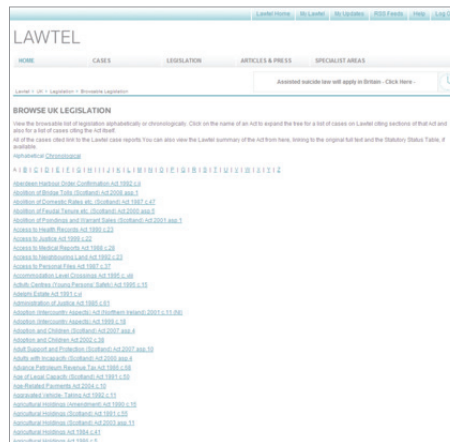 Lawtel Home My Lawtel My Updates RSS Feeds Help Log O
LAWTEL
HOME CASES LEGISLATION ARTICLES & PRESS SPECIALIST AREAS
Assisted suicide law will apply in Britain - Click Here -
Lawtel > UK > Legislation > Browseable Legislation
BROWSE UK LEGISLATION
View the browseable list of legislation alphabetically or chronologically. Click on the name of an Act to expand the tree for a list of cases on Lawtel citing sections of that Act and
also for a list of cases citing the Act itself.
All of the cases cited link to the Lawtel case reports. You can also view the Lawtel summary of the Act from here, linking to the original full text and the Statutory Status Table, if
available.
Alphabetical Chronological
A | B | C | D | E | F | G | H | I | J | K | L | M | N | O | P | Q | R | S | T | U | V | W | X | Y | Z
Aberdeen Harbour Order Confirmation Act 1992 c.ii
Abolition of Bridge Tolls (Scotland) Act 2008 asp.1
Abolition of Domestic Rates etc. (Scotland) Act 1987 c.47
Abolition of Feudal Tenure etc. (Scotland) Act 2000 asp.5
Abolition of Poindings and Warrant Sales (Scotland) Act 2001 asp.1
Access to Health Records Act 1990 c.23
Access to Justice Act 1999 c.22
Access to Medical Reports Act 1988 c.28
Access to Neighbouring Land Act 1992 c.23
Access to Personal Files Act 1987 c.37
Accommodation Level Crossings Act 1995 c.
Activity Centres (Young Persons' Safety) Act 1995 c.15
Adelphi Estate Act 1991 c.vi
Administration of Justice Act 1985 c.61
Adoption (Intercountry Aspects) Act (Northern Ireland) 2001 c.11 (NI)
Adoption (Intercountry Aspects) Act 1999 c.18
Adoption and Children (Scotland) Act 2007 asp.4
Adoption and Children Act 2002 c.38
Adult Support and Protection (Scotland) Act 2007 asp.10
Adults with Incapacity (Scotland) Act 2000 asp.4
Advance Petroleum Revenue Tax Act 1986 c.68
Age of Legal Capacity (Scotland) Act 1991 c.50
Age-Related Payments Act 2004 c.10
Aggravated Vehicle-Taking Act 1992 c.11
Agricultural Holdings (Amendment) Act 1990 c.15
Agricultural Holdings (Scotland) Act 1991 c.55
Agricultural Holdings (Scotland) Act 2003 asp.11
Agricultural Holdings Act 1984 c.41
Agricultural Holdings Act 1986 c.5